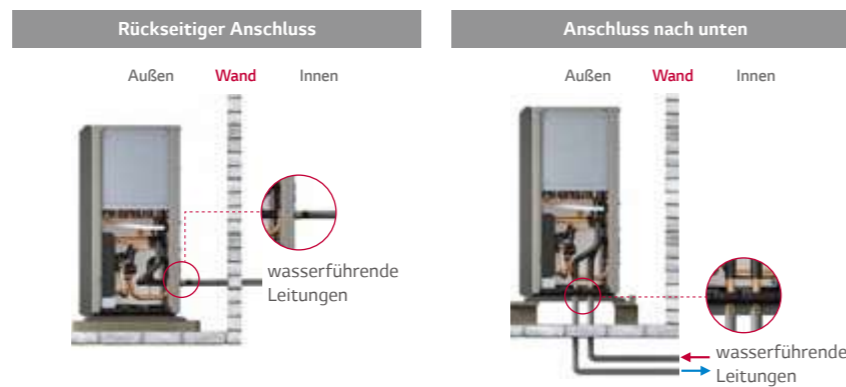 Rückseitiger Anschluss
Außen Wand Innen
wasserführende
Leitungen
Anschluss nach unten
Außen Wand Innen
wasserführende
Leitungen